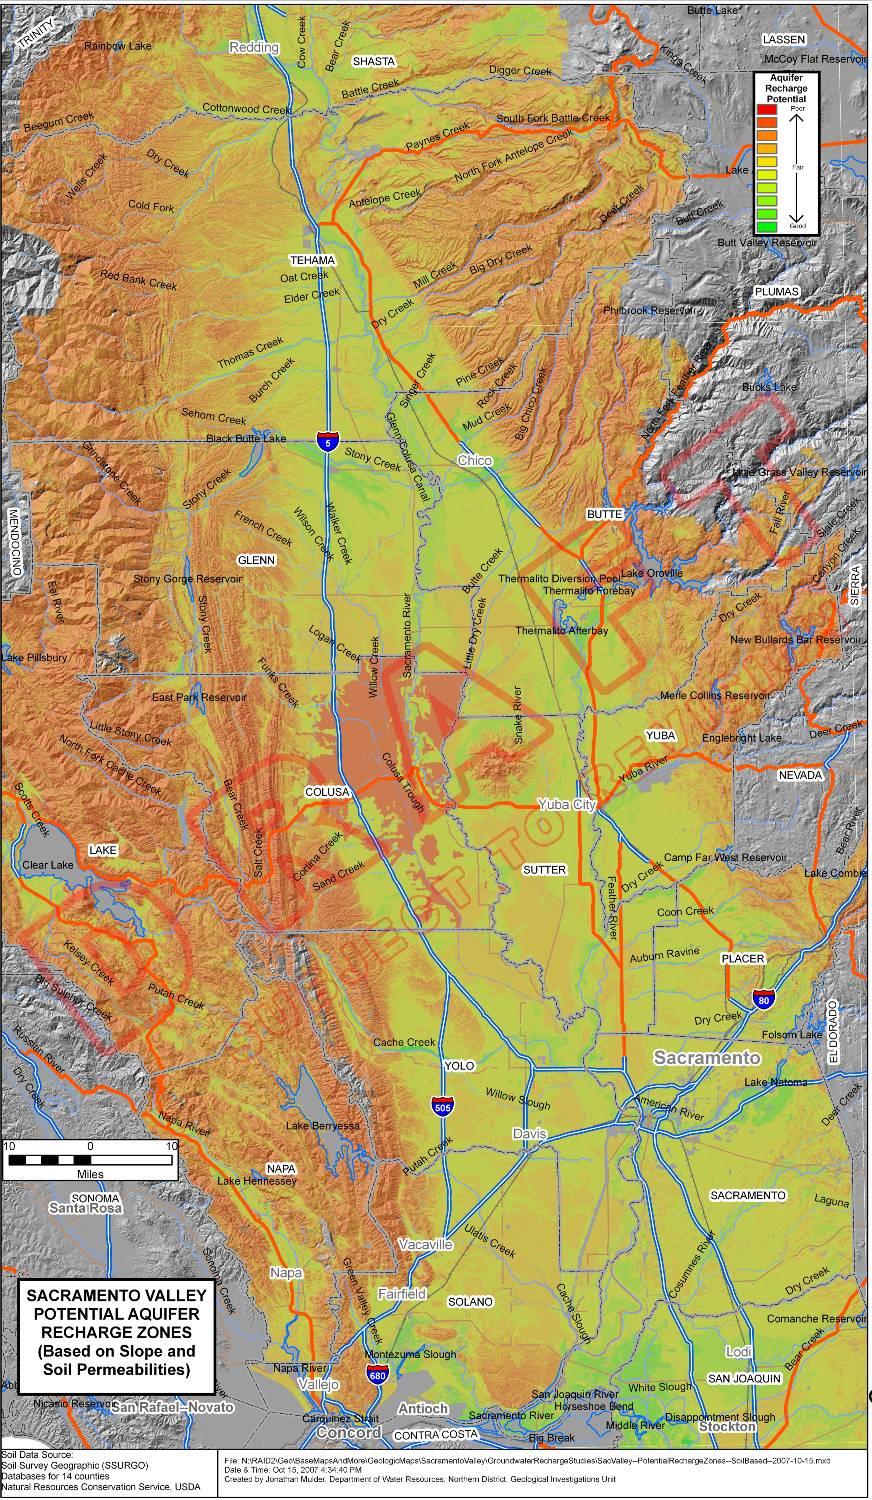 TRINITY
Redding
Cow Creek
Bear Creek
Butte Lake
LASSEN
McCoy Flat Reservoir
Rainbow Lake
SHASTA
Kings Creek
Digger Creek
Battle Creek
Aquifer
Recharge
Potential
Poor
Fair
Good
Cottonwood Creek
South Fork Battle Creek
Beegum Creek
Paynes Creek
North Fork Antelope Creek
Dry Creek
Wells Creek
Lake
Antelope Creek
Deer Creek
Cold Fork
Butt Creek
Butt Valley Reservoir
TEHAMA
Oat Creek
Mill Creek
Big Dry Creek
Red Bank Creek
Elder Creek
PLUMAS
Dry Creek
Philbrook Reservoir
Thomas Creek
North Fork Feather River
Burch Creek
Singer Creek
Pine Creek
Rock Creek
Bucks Lake
Big Chico Creek
Sehorn Creek
Mud Creek
Black Butte Lake
5
Glenn-Colusa Canal
Stony Creek
Chico
Grindstone Creek
Stony Creek
Little Grass Valley Reservoir
MENDOCINO
BUTTE
Fall River
Slate Creek
French Creek
Wilson Creek
Walker Creek
Canyon Creek
GLENN
Butte Creek
Lake Oroville
SIERRA
Stony Gorge Reservoir
Thermalito Diversion Pool
Thermalito Forebay
Eel River
Stony Creek
Sacramento River
Little Dry Creek
Dry Creek
Thermalito Afterbay
Logan Creek
Willow Creek
New Bullards Bar Reservoir
Lake Pillsbury
Funks Creek
East Park Reservoir
Snake River
Merle Collins Reservoir
Little Stony Creek
YUBA
Englebright Lake
Deer Creek
North Fork Cache Creek
Colusa Trough
Yuba River
NEVADA
Bear Creek
COLUSA
Yuba City
Scotts Creek
Salt Creek
Bear River
LAKE
Cortina Creek
Clear Lake
Camp Far West Reservoir
Sand Creek
SUTTER
Dry Creek
Lake Combie
Feather River
Coon Creek
Kelsey Creek
Auburn Ravine
PLACER
Big Sulphur Creek
Putah Creek
80
EL DORADO
Dry Creek
Russian River
Cache Creek
Folsom Lake
Sacramento
YOLO
Dry Creek
Lake Natoma
505
Willow Slough
American River
Deer Creek
Napa River
Lake Berryessa
Davis
10 0 10
Miles
Putah Creek
NAPA
Lake Hennessey
SONOMA
Santa Rosa
SACRAMENTO
Laguna
Vacaville
Ulatis Creek
Cosumnes River
Sonoma Creek
Napa
Green Valley Creek
Dry Creek
SACRAMENTO VALLEY
POTENTIAL AQUIFER
RECHARGE ZONES
(Based on Slope and
Soil Permeabilities)
Fairfield
SOLANO
Cache Slough
Comanche Reservoir
Bear Creek
Montezuma Slough
Lodi
Napa River
680
SAN JOAQUIN
Vallejo
White Slough
San Joaquin River
Horseshoe Bend
Nicasio Reservoir
San Rafael-Novato
Antioch
Sacramento River
Disappointment Slough
Carquinez Strait
Middle River
Stockton
Concord
CONTRA COSTA
Big Break
DRAFT
SUBJECT TO REVISION
Soil Data Source:
Soil Survey Geographic (SSURGO)
Databases for 14 counties
Natural Resources Conservation Service, USDA
File: N:\RAID2\Geo\BaseMapsAndMore\GeologicMaps\SacramentoValley\GroundwaterRechargeStudies\SacValley--PotentialRechargeZones--SoilBased--2007-10-15.mxd
Date & Time: Oct 15, 2007 4:34:40 PM
Created by Jonathan Mulder, Department of Water Resources, Northern District, Geological Investigations Unit